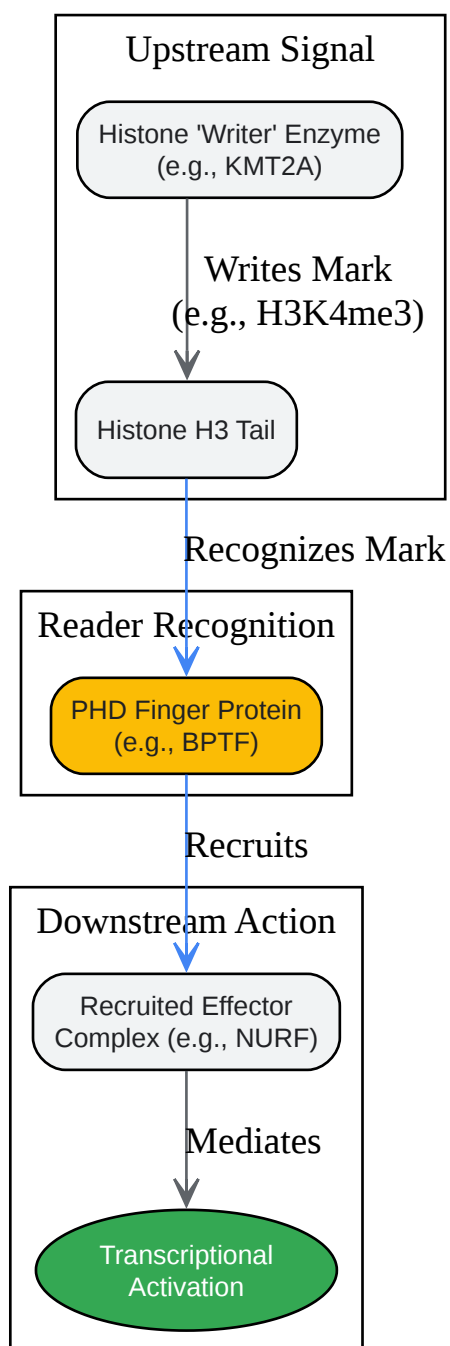 Upstream Signal
Histone 'Writer' Enzyme
(e.g., KMT2A)
Writes Mark
(e.g., H3K4me3)
Histone H3 Tail
Recognizes Mark
Reader Recognition
PHD Finger Protein
(e.g., BPTF)
Recruits
Downstream Action
Recruited Effector
Complex (e.g., NURF)
Mediates
Transcriptional
Activation